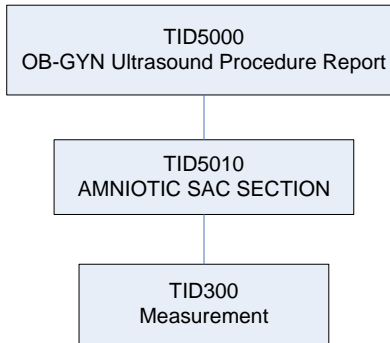 TID5000
OB-GYN Ultrasound Procedure Report
TID5010
AMNIOTIC SAC SECTION
TID300
Measurement